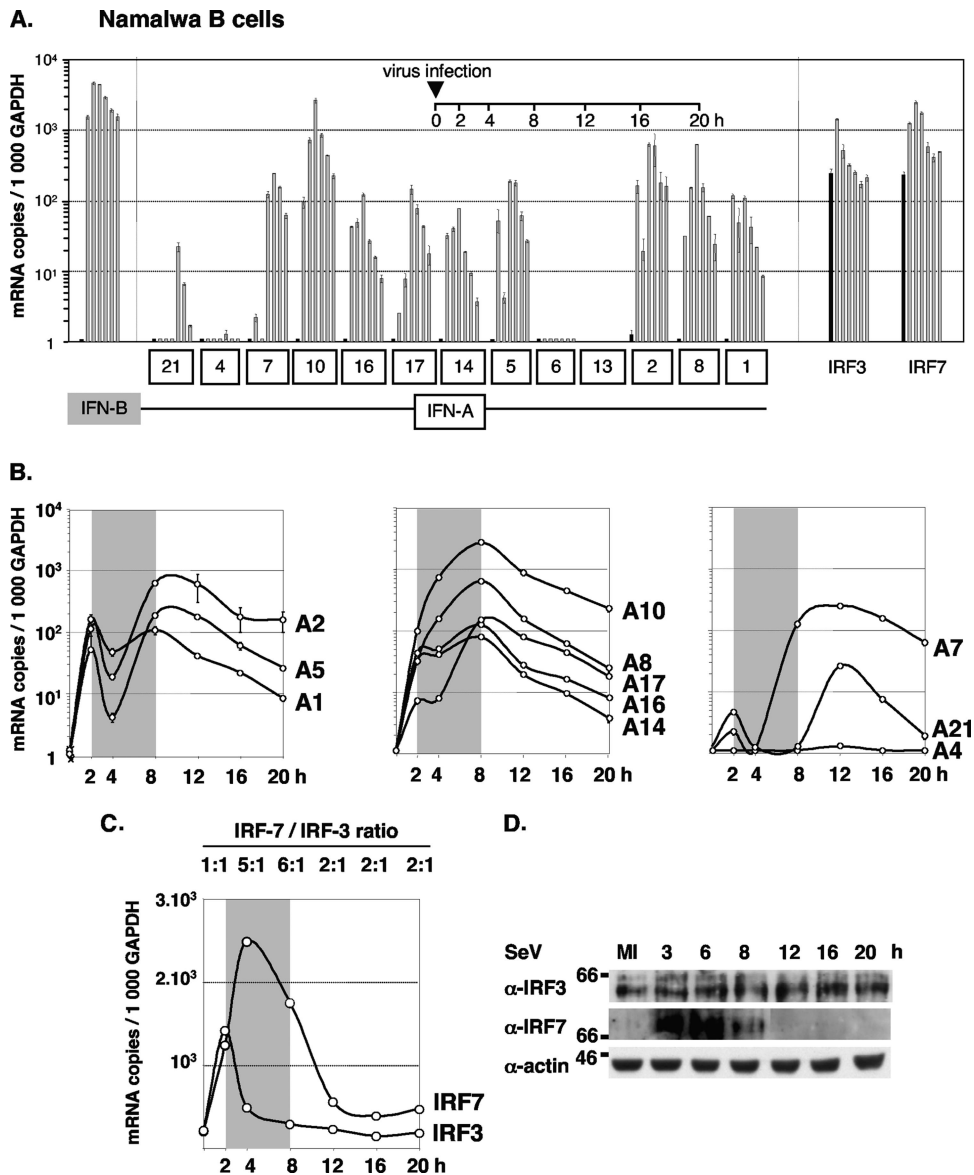 A. Namalwa B cells
mRNA copies / 1 000 GAPDH
10⁴
10³
10²
10¹
1
virus infection
0 2 4 8 12 16 20 h
21 4 7 10 16 17 14 5 6 13 2 8 1 IRF3 IRF7
IFN-B IFN-A
B.
mRNA copies / 1 000 GAPDH
10⁴
10³
10²
10¹
1
A2
A5
A1
2 4 8 12 16 20 h
A10
A8
A17
A16
A14
2 4 8 12 16 20 h
A7
A21
A4
2 4 8 12 16 20 h
C.
IRF-7 / IRF-3 ratio
1:1 5:1 6:1 2:1 2:1 2:1
mRNA copies / 1 000 GAPDH
3.10³
2.10³
10³
IRF7
IRF3
2 4 8 12 16 20 h
D.
SeV MI 3 6 8 12 16 20 h
66
α-IRF3
α-IRF7
66
46
α-actin